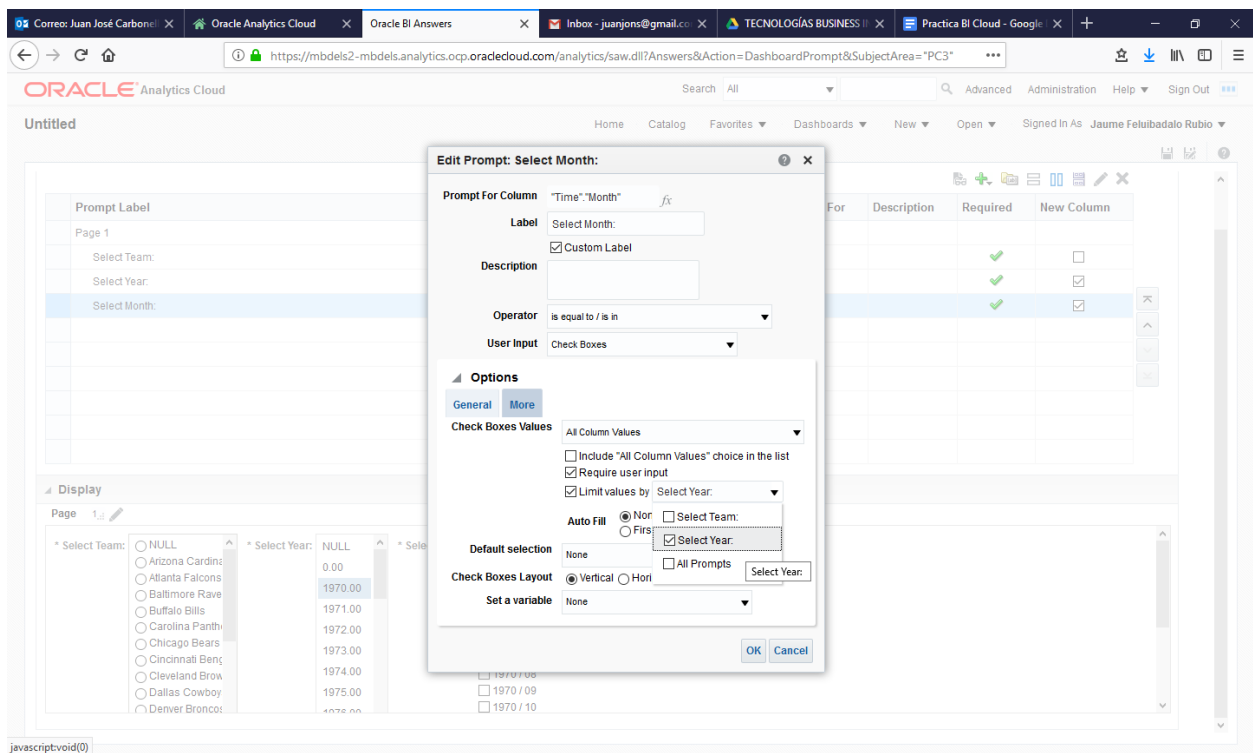 Correo: Juan José Carbonell
Oracle Analytics Cloud
Oracle BI Answers
Inbox - juanjons@gmail.co
TECNOLOGÍAS BUSINESS
Practica BI Cloud - Google
https://mbdels2-mbdels.analytics.ocp.oraclecloud.com/analytics/saw.dll?Answers&Action=DashboardPrompt&SubjectArea="PC3"
ORACLE Analytics Cloud
Search All Advanced Administration Help Sign Out
Untitled
Home Catalog Favorites Dashboards New Open Signed In As Jaume Feluibadalo Rubio
Edit Prompt: Select Month:
Prompt Label
For Description Required New Column
Page 1
Select Team:
Select Year:
Select Month:
Prompt For Column "Time"."Month" fx
Label Select Month:
Custom Label
Description
Operator is equal to / is in
User Input Check Boxes
Options
General More
Check Boxes Values All Column Values
Include "All Column Values" choice in the list
Require user input
Limit values by Select Year:
Select Team:
Select Year:
All Prompts
Select Year:
Auto Fill Non
Firs
Default selection None
Check Boxes Layout Vertical Hori
Set a variable None
OK Cancel
Display
Page 1
* Select Team:
NULL
Arizona Cardina
Atlanta Falcons
Baltimore Rave
Buffalo Bills
Carolina Panth
Chicago Bears
Cincinnati Beng
Cleveland Brow
Dallas Cowboy
Denver Broncos
* Select Year:
NULL
0.00
1970.00
1971.00
1972.00
1973.00
1974.00
1975.00
1976.00
* Sele
1970 / 08
1970 / 09
1970 / 10
javascript:void(0)